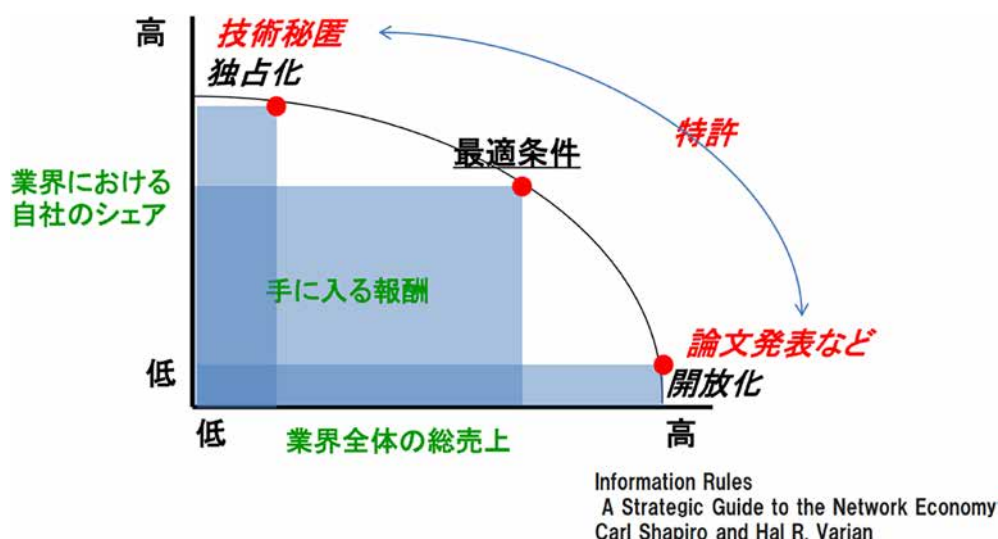 高
技術秘匿
独占化
特許
最適条件
業界における
自社のシェア
手に入る報酬
論文発表など
開放化
低
低
業界全体の総売上
高
Information Rules
A Strategic Guide to the Network Economy
Carl Shapiro and Hal R. Varian